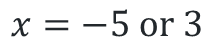 x = −5 or 3